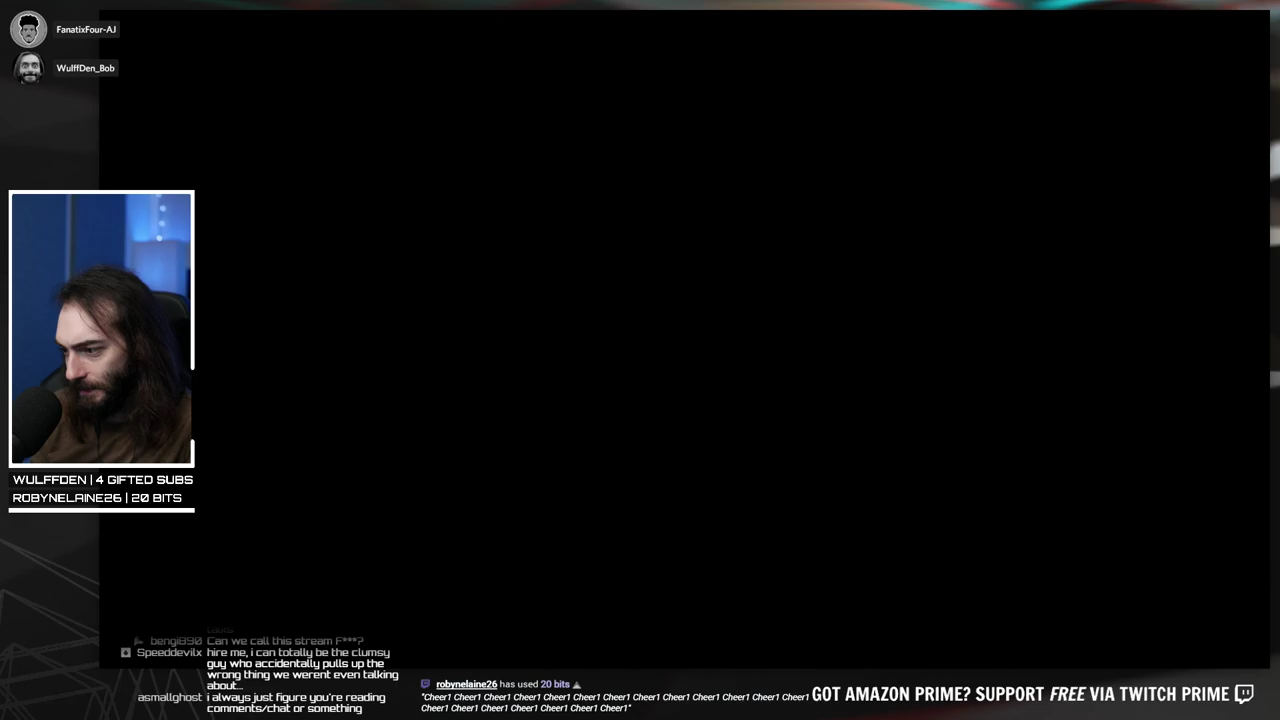 FanatixFour-AJ
WulffDen_Bob
WULFFDEN | 4 GIFTED SUBS
ROBYNELAINE26 | 20 BITS
bengi890 Can we call this stream F***?
Speeddevilx hire me, i can totally be the clumsy
guy who accidentally pulls up the
wrong thing we werent even talking
about...
asmallghost i always just figure you're reading
comments/chat or something
robynelaine26 has used 20 bits
"Cheer1 Cheer1 Cheer1 Cheer1 Cheer1 Cheer1 Cheer1 Cheer1 Cheer1 Cheer1 Cheer1 Cheer1 Cheer1
Cheer1 Cheer1 Cheer1 Cheer1 Cheer1 Cheer1 Cheer1"
GOT AMAZON PRIME? SUPPORT FREE VIA TWITCH PRIME